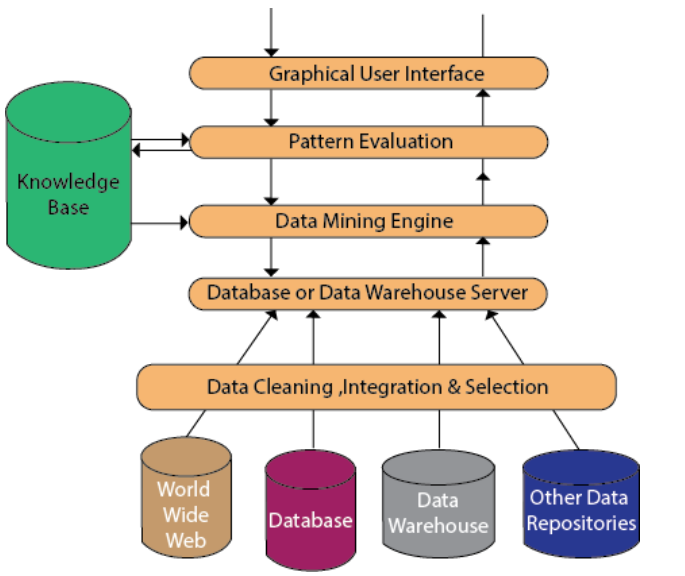 Graphical User Interface
Pattern Evaluation
Knowledge
Base
Data Mining Engine
Database or Data Warehouse Server
Data Cleaning ,Integration & Selection
World
Wide
Web
Database
Data
Warehouse
Other Data
Repositories